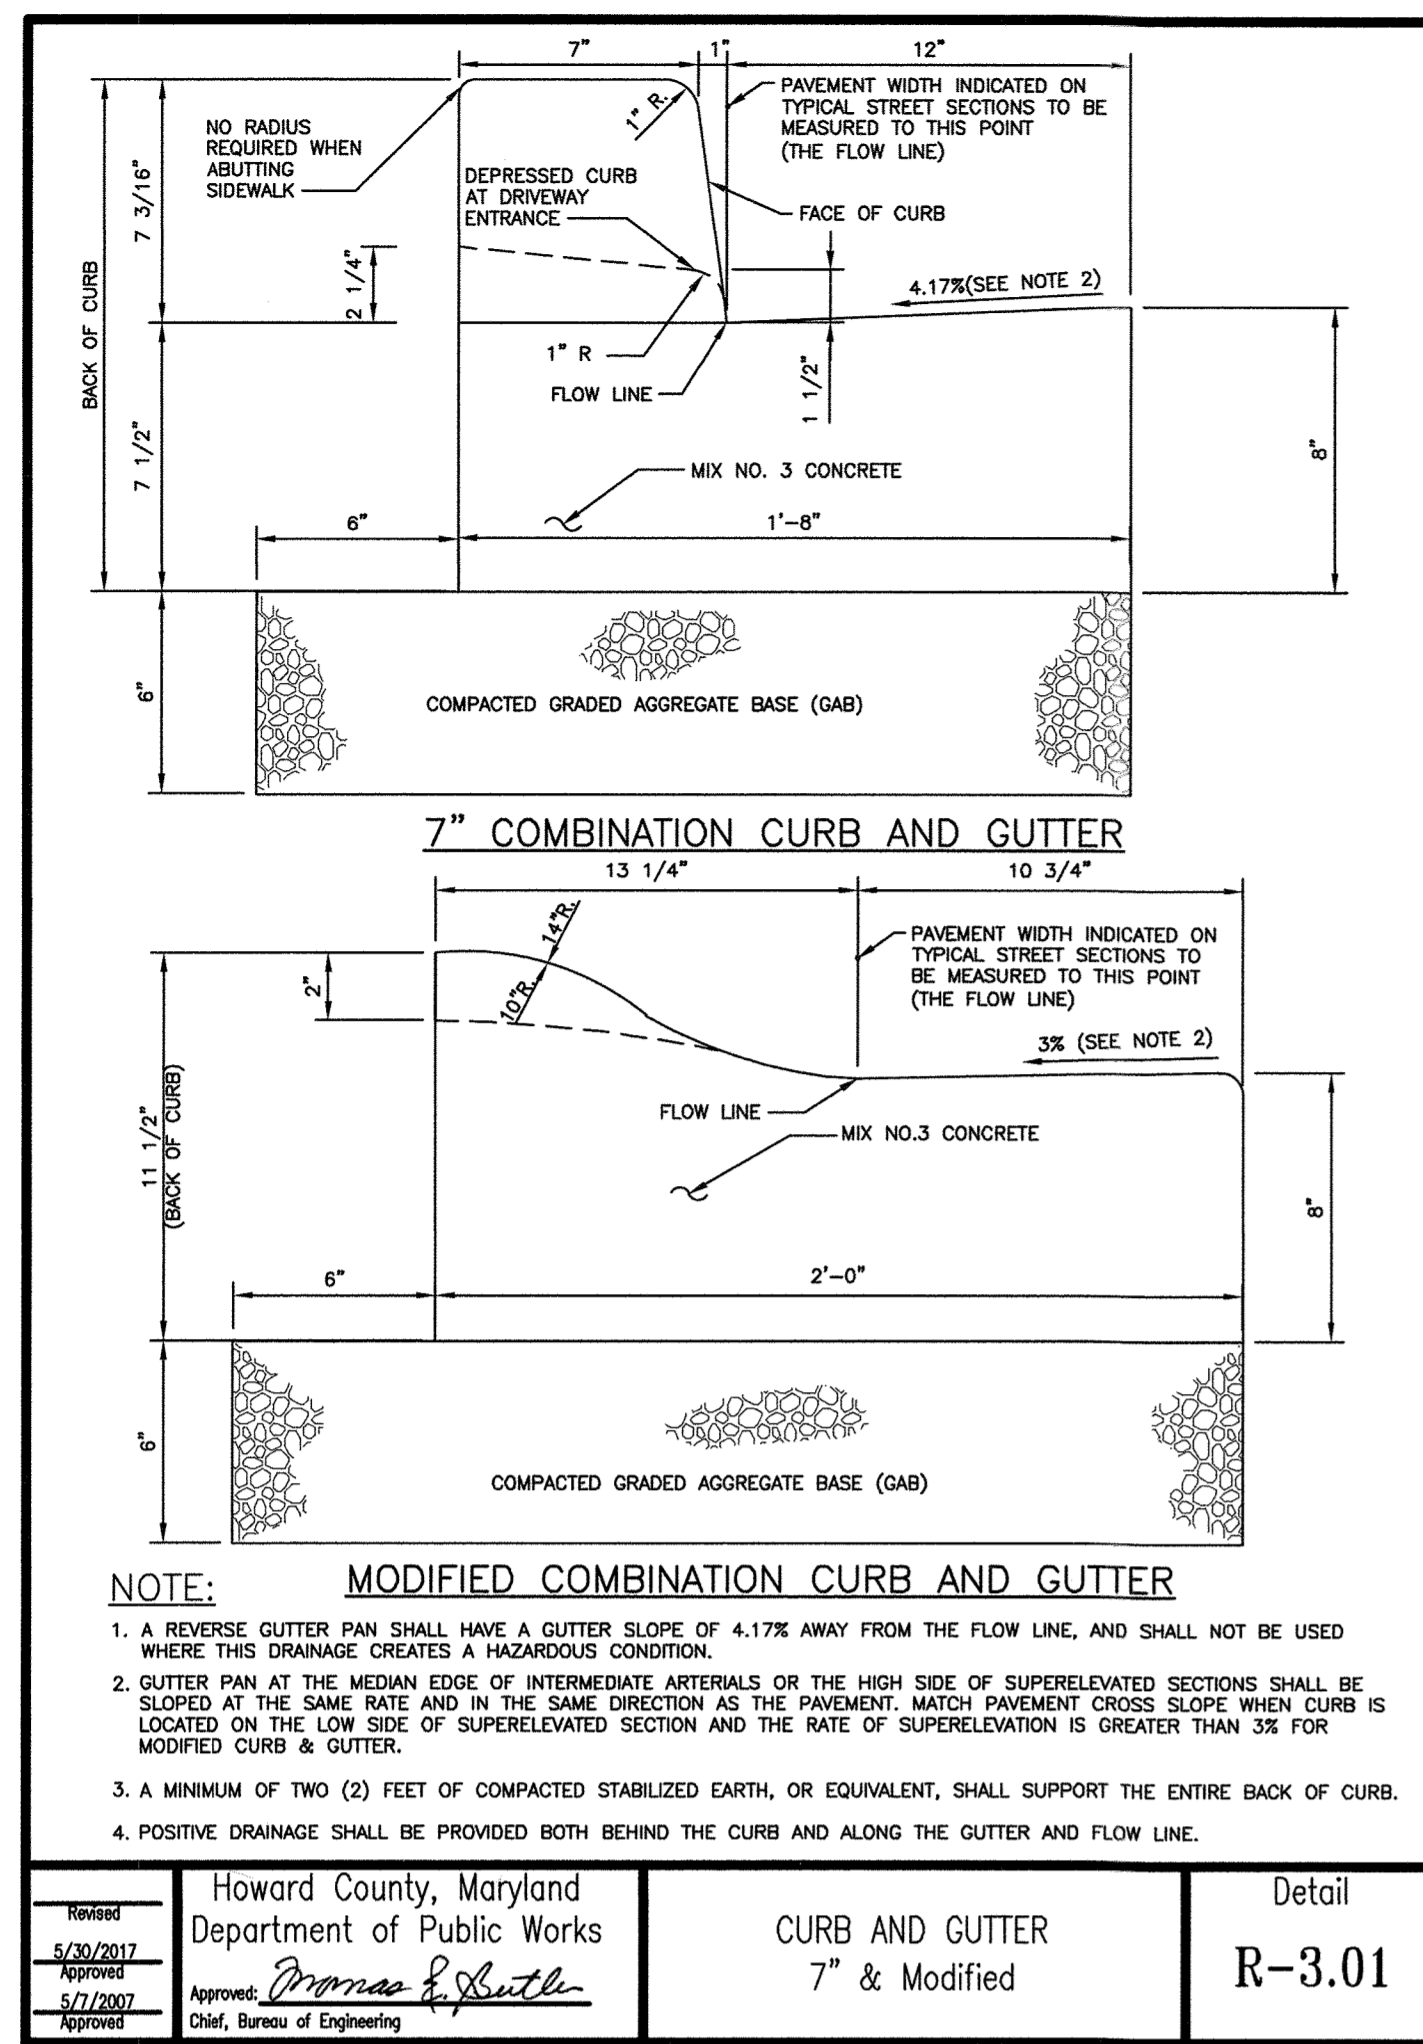 7" 1" 12"
PAVEMENT WIDTH INDICATED ON
TYPICAL STREET SECTIONS TO BE
MEASURED TO THIS POINT
(THE FLOW LINE)
1" R.
NO RADIUS
REQUIRED WHEN
ABUTTING
SIDEWALK
7 3/16"
DEPRESSED CURB
AT DRIVEWAY
ENTRANCE
FACE OF CURB
2 1/4"
4.17%(SEE NOTE 2)
BACK OF CURB
1" R
1 1/2"
FLOW LINE
7 1/2"
8"
MIX NO. 3 CONCRETE
6" 1'-8"
6"
COMPACTED GRADED AGGREGATE BASE (GAB)
7" COMBINATION CURB AND GUTTER
13 1/4" 10 3/4"
14"R.
PAVEMENT WIDTH INDICATED ON
TYPICAL STREET SECTIONS TO
BE MEASURED TO THIS POINT
(THE FLOW LINE)
2"
10"R.
3% (SEE NOTE 2)
FLOW LINE
MIX NO.3 CONCRETE
11 1/2"
(BACK OF CURB)
8"
6" 2'-0"
6"
COMPACTED GRADED AGGREGATE BASE (GAB)
MODIFIED COMBINATION CURB AND GUTTER
NOTE:
1. A REVERSE GUTTER PAN SHALL HAVE A GUTTER SLOPE OF 4.17% AWAY FROM THE FLOW LINE, AND SHALL NOT BE USED
WHERE THIS DRAINAGE CREATES A HAZARDOUS CONDITION.
2. GUTTER PAN AT THE MEDIAN EDGE OF INTERMEDIATE ARTERIALS OR THE HIGH SIDE OF SUPERELEVATED SECTIONS SHALL BE
SLOPED AT THE SAME RATE AND IN THE SAME DIRECTION AS THE PAVEMENT. MATCH PAVEMENT CROSS SLOPE WHEN CURB IS
LOCATED ON THE LOW SIDE OF SUPERELEVATED SECTION AND THE RATE OF SUPERELEVATION IS GREATER THAN 3% FOR
MODIFIED CURB & GUTTER.
3. A MINIMUM OF TWO (2) FEET OF COMPACTED STABILIZED EARTH, OR EQUIVALENT, SHALL SUPPORT THE ENTIRE BACK OF CURB.
4. POSITIVE DRAINAGE SHALL BE PROVIDED BOTH BEHIND THE CURB AND ALONG THE GUTTER AND FLOW LINE.
Revised
5/30/2017
Approved
5/7/2007
Approved
Howard County, Maryland
Department of Public Works
Approved: Thomas E. Butler
Chief, Bureau of Engineering
CURB AND GUTTER
7" & Modified
Detail
R-3.01